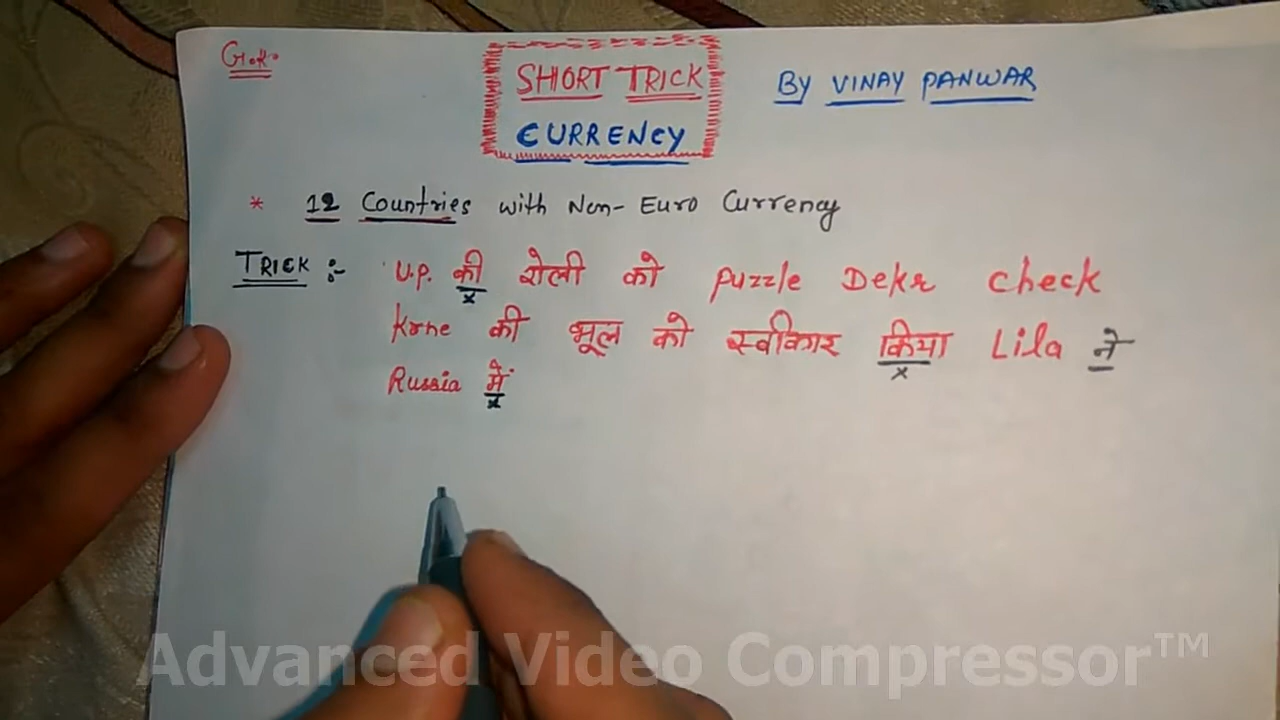 G.K.
SHORT TRICK
CURRENCY
BY VINAY PANWAR
* 12 Countries with Non-Euro Currency
TRICK :- U.P. की रोली को Puzzle Dekr check
krne की भूल को स्वीकार किया Lila ने
x
x
Russia में
x
Advanced Video Compressor™